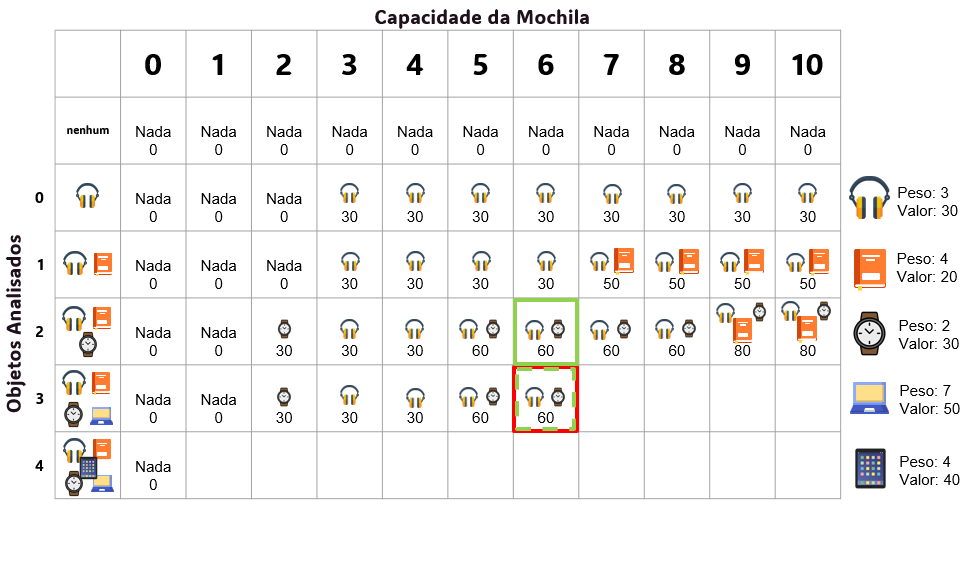 Capacidade da Mochila
0 1 2 3 4 5 6 7 8 9 10
nenhum Nada Nada Nada Nada Nada Nada Nada Nada Nada Nada Nada
0 0 0 0 0 0 0 0 0 0 0
Objetos Analisados
0 Nada Nada Nada
0 0 0 30 30 30 30 30 30 30 30
Peso: 3
Valor: 30
1 Nada Nada Nada
0 0 0 30 30 30 30 50 50 50 50
Peso: 4
Valor: 20
2 Nada Nada
0 0 30 30 30 60 60 60 60 80 80
Peso: 2
Valor: 30
3 Nada Nada
0 0 30 30 30 60 60
Peso: 7
Valor: 50
4 Nada
0
Peso: 4
Valor: 40